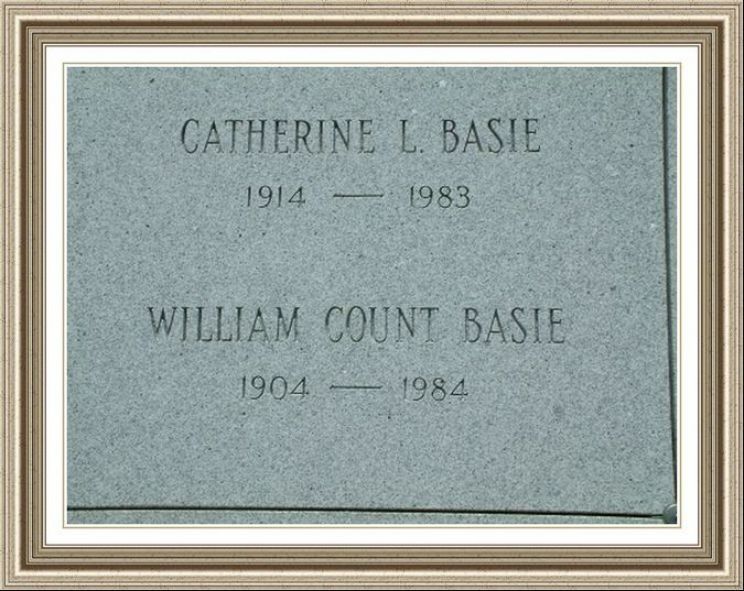 CATHERINE L. BASIE
1914 — 1983
WILLIAM COUNT BASIE
1904 — 1984